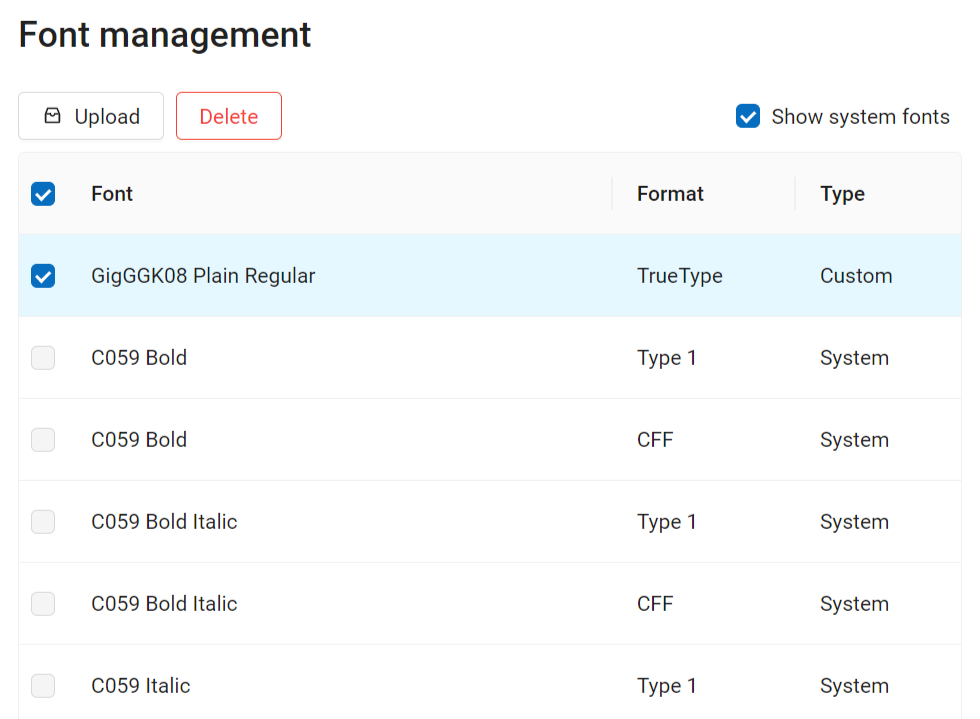 Font management
Upload Delete Show system fonts
Font Format Type
GigGGK08 Plain Regular TrueType Custom
C059 Bold Type 1 System
C059 Bold CFF System
C059 Bold Italic Type 1 System
C059 Bold Italic CFF System
C059 Italic Type 1 System